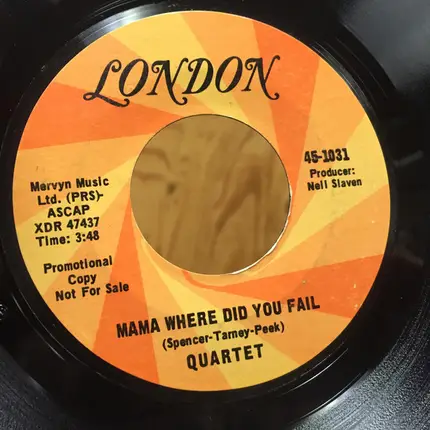 LONDON
45-1031
Producer:
Neil Slaven
Mervyn Music
Ltd. (PRS)-
ASCAP
XDR 47437
Time: 3:48
Promotional
Copy
Not For Sale
MAMA WHERE DID YOU FAIL
(Spencer-Tarney-Peek)
QUARTET